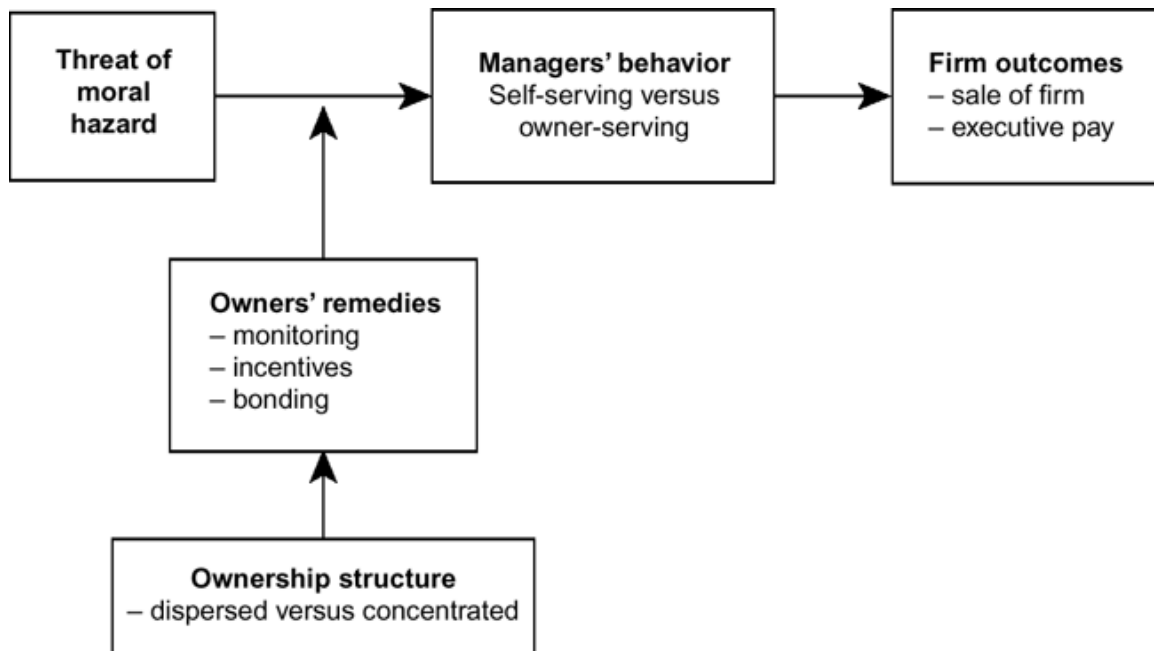 Threat of
moral
hazard
Managers’ behavior
Self-serving versus
owner-serving
Firm outcomes
– sale of firm
– executive pay
Owners’ remedies
– monitoring
– incentives
– bonding
Ownership structure
– dispersed versus concentrated